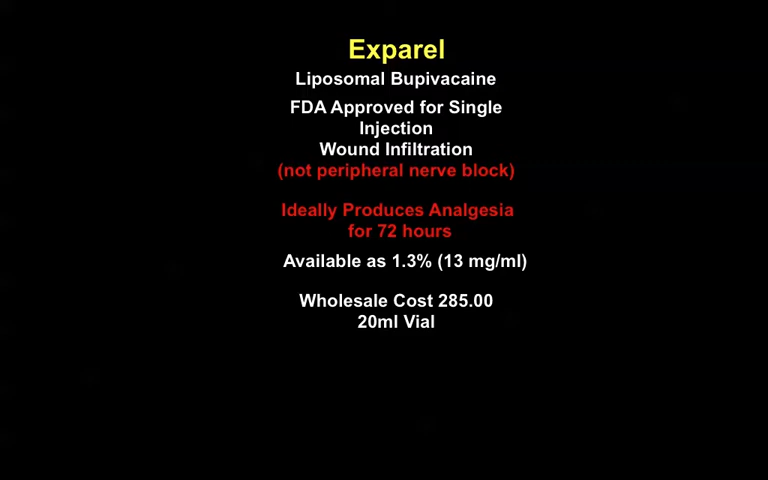 Exparel
Liposomal Bupivacaine
FDA Approved for Single
Injection
Wound Infiltration
(not peripheral nerve block)
Ideally Produces Analgesia
for 72 hours
Available as 1.3% (13 mg/ml)
Wholesale Cost 285.00
20ml Vial